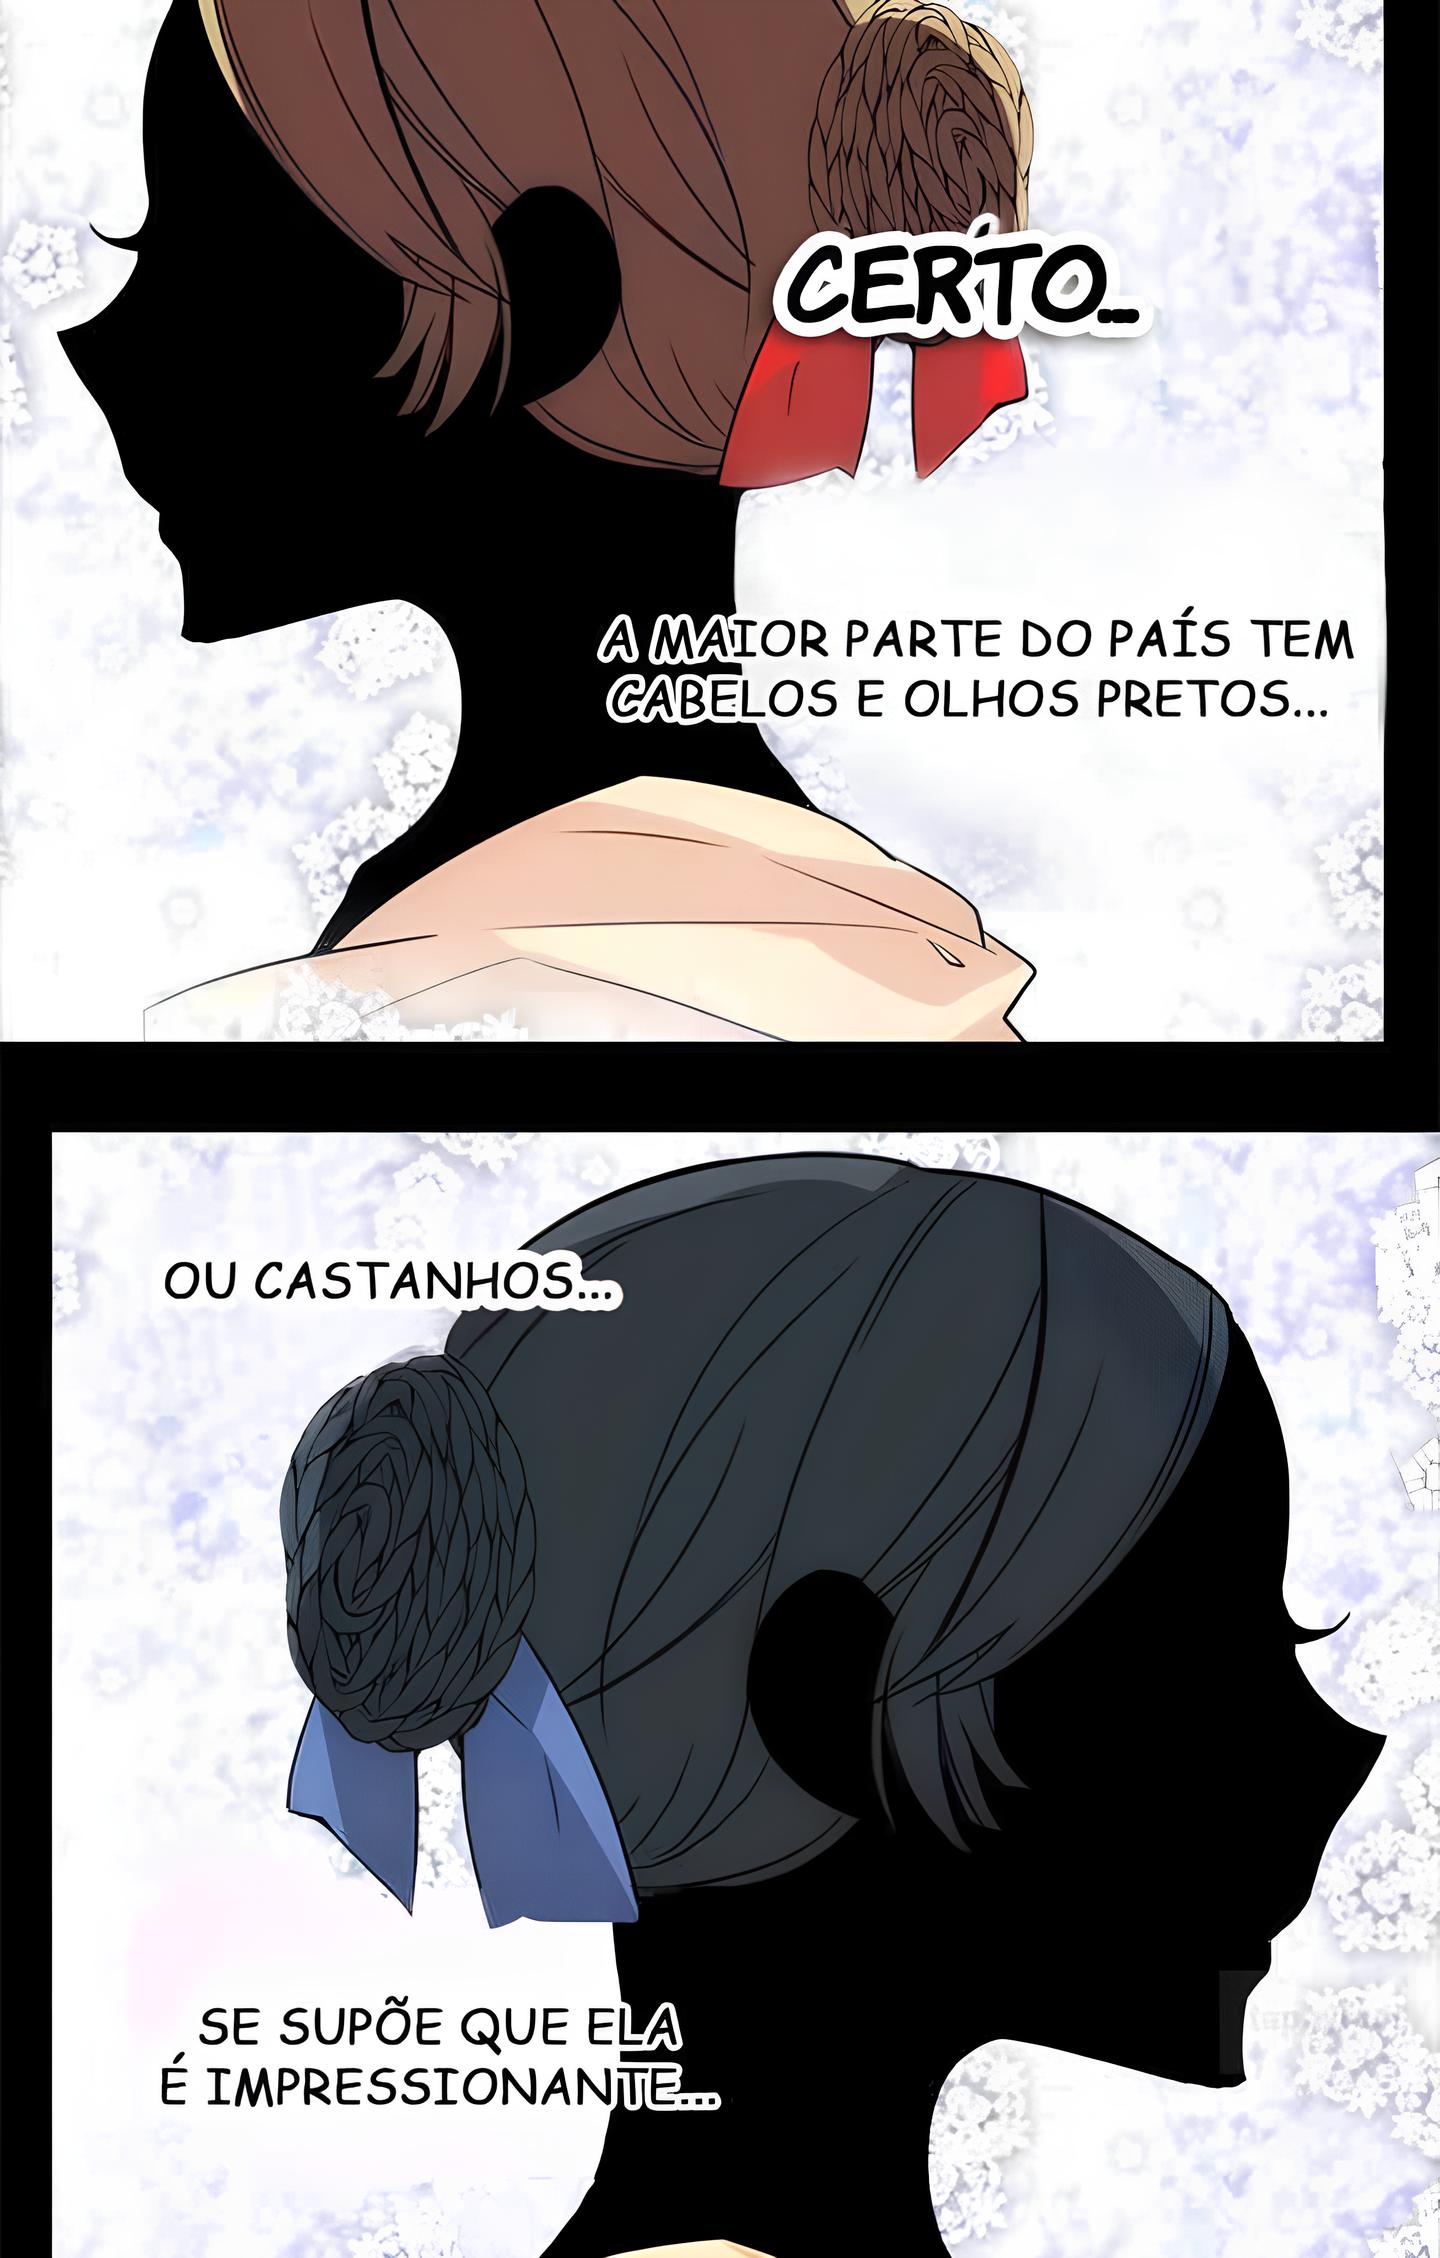 CERTO...
A MAIOR PARTE DO PAÍS TEM
CABELOS E OLHOS PRETOS...
OU CASTANHOS...
SE SUPÕE QUE ELA
É IMPRESSIONANTE...